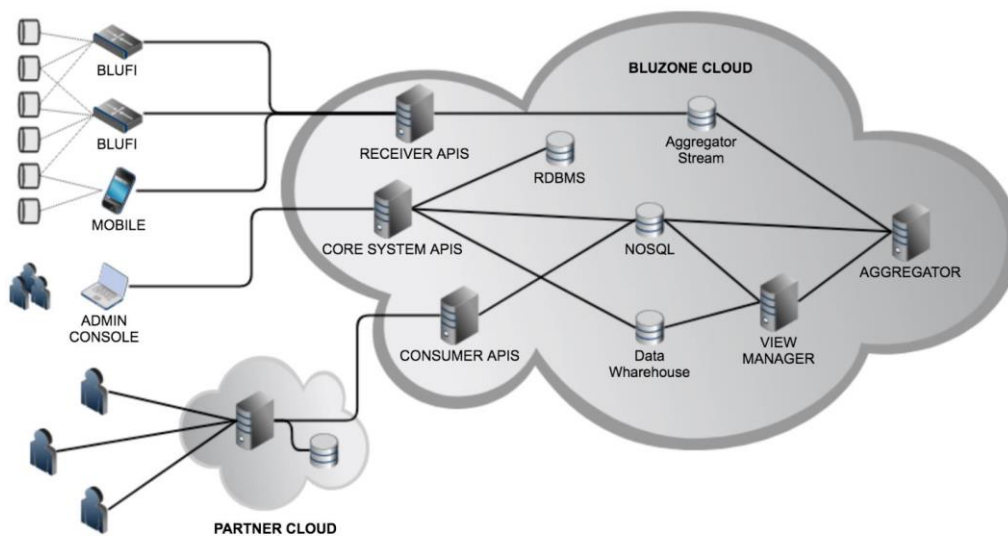 BLUZONE CLOUD
BLUFI
BLUFI
MOBILE
RECEIVER APIS
Aggregator
Stream
RDBMS
CORE SYSTEM APIS
NOSQL
AGGREGATOR
ADMIN
CONSOLE
CONSUMER APIS
Data
Wharehouse
VIEW
MANAGER
PARTNER CLOUD